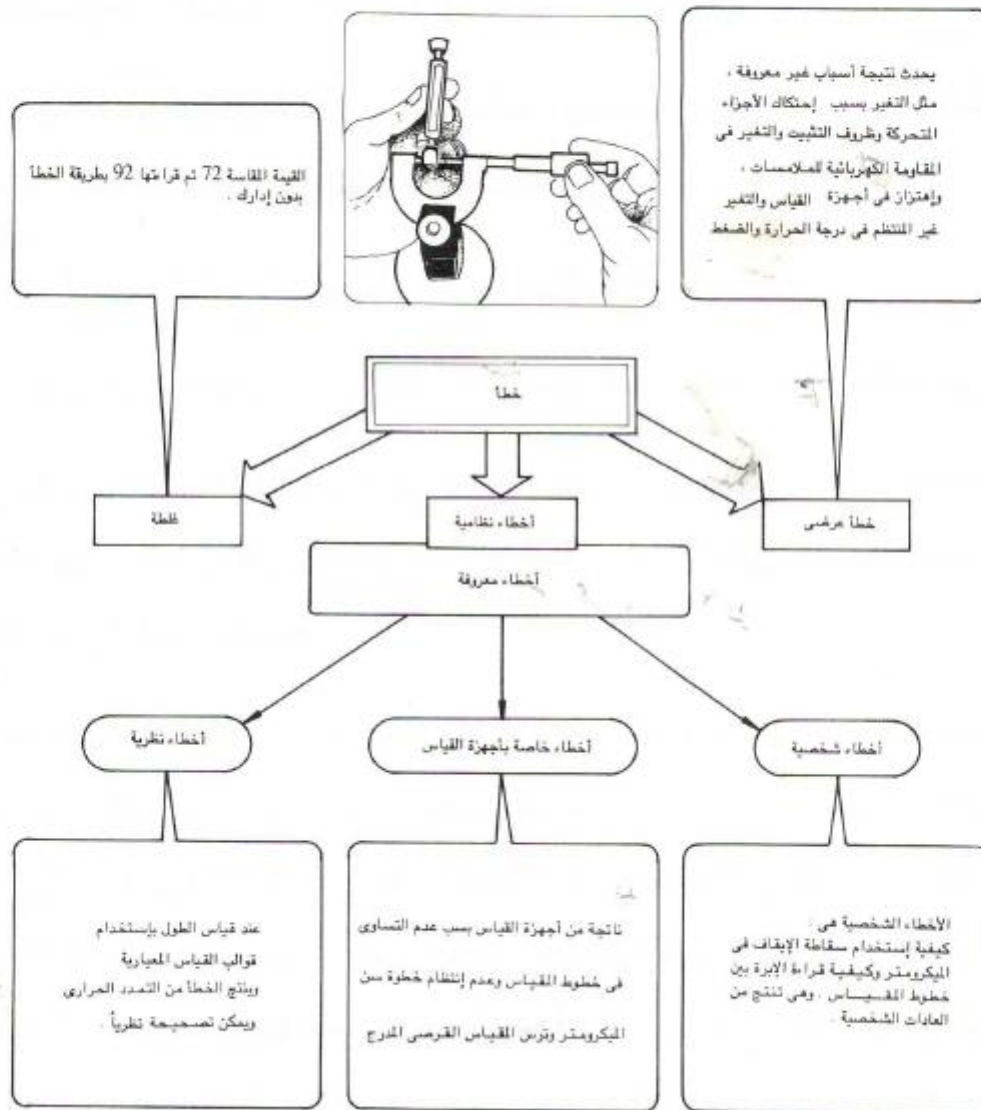 يحدث نتيجة أسباب غير معروفة ،
مثل التغير بسبب إحتكاك الأجزاء
المتحركة وظروف التثبيت والتغير فى
المقاومة الكهربائية للملامسات ،
وإهتزاز فى أجهزة القياس والتغير
غير المنتظم فى درجة الحرارة والضغط
القيمة المقاسة 72 تم قراءتها 92 بطريقة الخطأ
بدون إدارك .
خطأ
خطأ عرضى
أخطاء نظامية
غلطة
أخطاء معروفة
أخطاء شخصية
أخطاء خاصة بأجهزة القياس
أخطاء نظرية
الأخطاء الشخصية هى :
كيفية إستخدام سقاطة الإيقاف فى
الميكرومتر وكيفية قراءة الإبرة بين
خطوط المقياس . وهى تنتج من
العادات الشخصية .
ناتجة من أجهزة القياس بسب عدم التساوى
فى خطوط المقياس وعدم إنتظام خطوة سن
الميكرومتر وترس المقياس القرصى المدرج
عند قياس الطول بإستخدام
قوالب القياس المعيارية
وينتج الخطأ من التمدد الحرارى
ويمكن تصحيحة نظرياً .